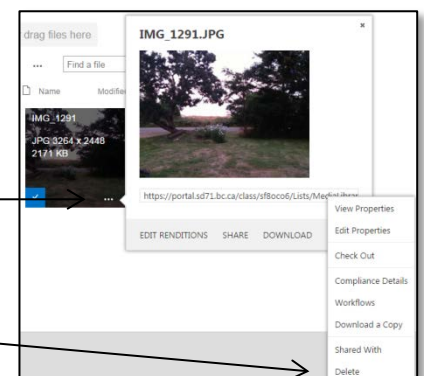 drag files here
...
Find a file
Name Modified
IMG_1291
JPG 3264 x 2448
2171 KB
...
IMG_1291.JPG
https://portal.sd71.bc.ca/class/sf8oco6/Lists/MediaLibrar
EDIT RENDITIONS SHARE DOWNLOAD
View Properties
Edit Properties
Check Out
Compliance Details
Workflows
Download a Copy
Shared With
Delete